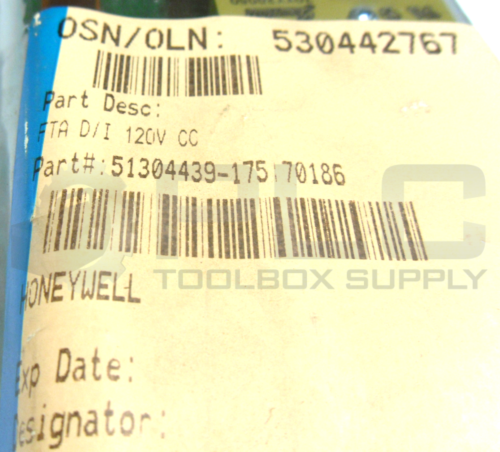 OSN/OLN: 530442767
Part Desc:
FTA D/I 120V CC
Part#:51304439-175:70186
TOOLBOX SUPPLY
HONEYWELL
Exp Date:
Designator: